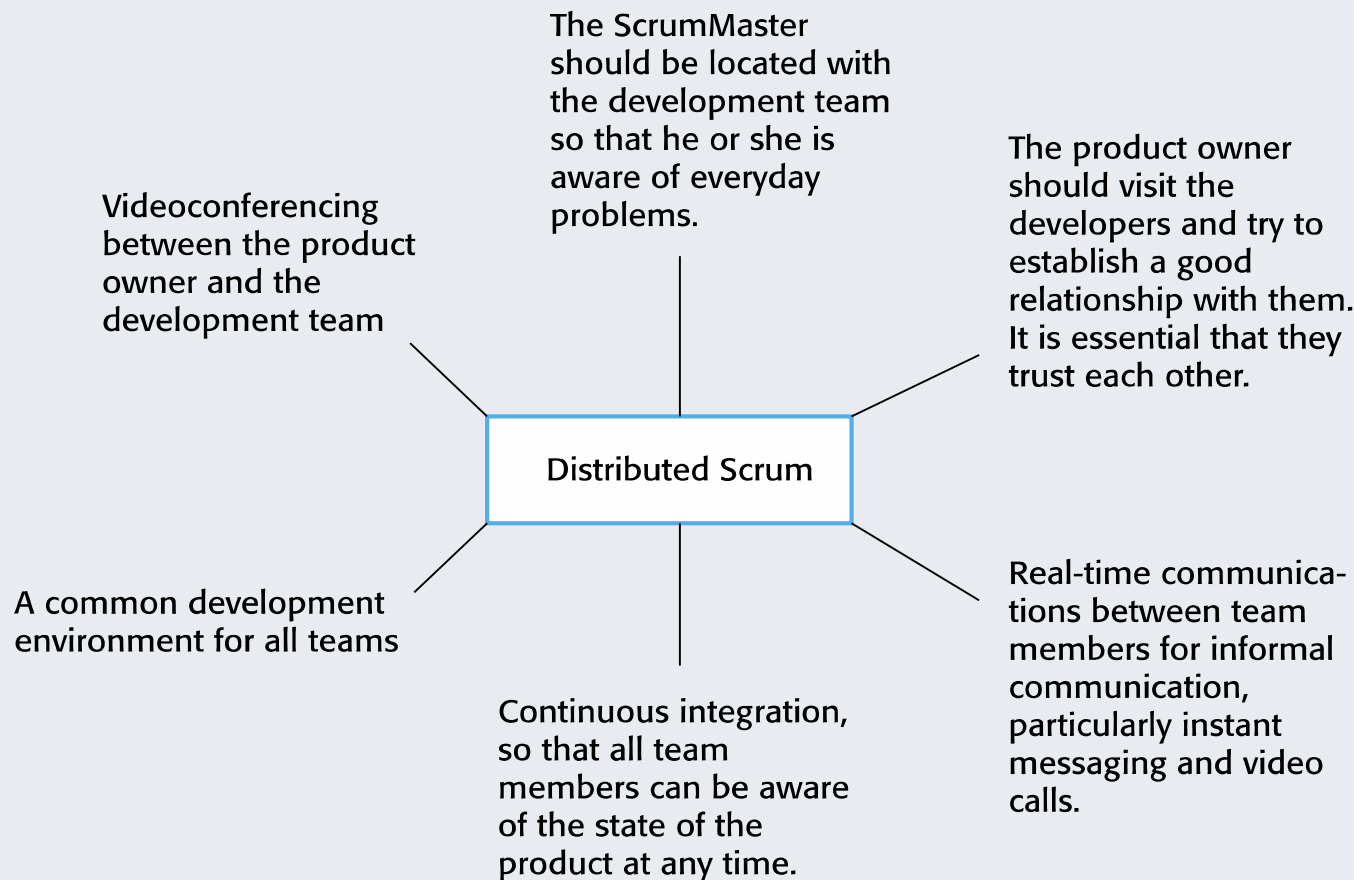 The ScrumMaster
should be located with
the development team
so that he or she is
aware of everyday
problems.
The product owner
should visit the
developers and try to
establish a good
relationship with them.
It is essential that they
trust each other.
Videoconferencing
between the product
owner and the
development team
Distributed Scrum
A common development
environment for all teams
Real-time communica-
tions between team
members for informal
communication,
particularly instant
messaging and video
calls.
Continuous integration,
so that all team
members can be aware
of the state of the
product at any time.